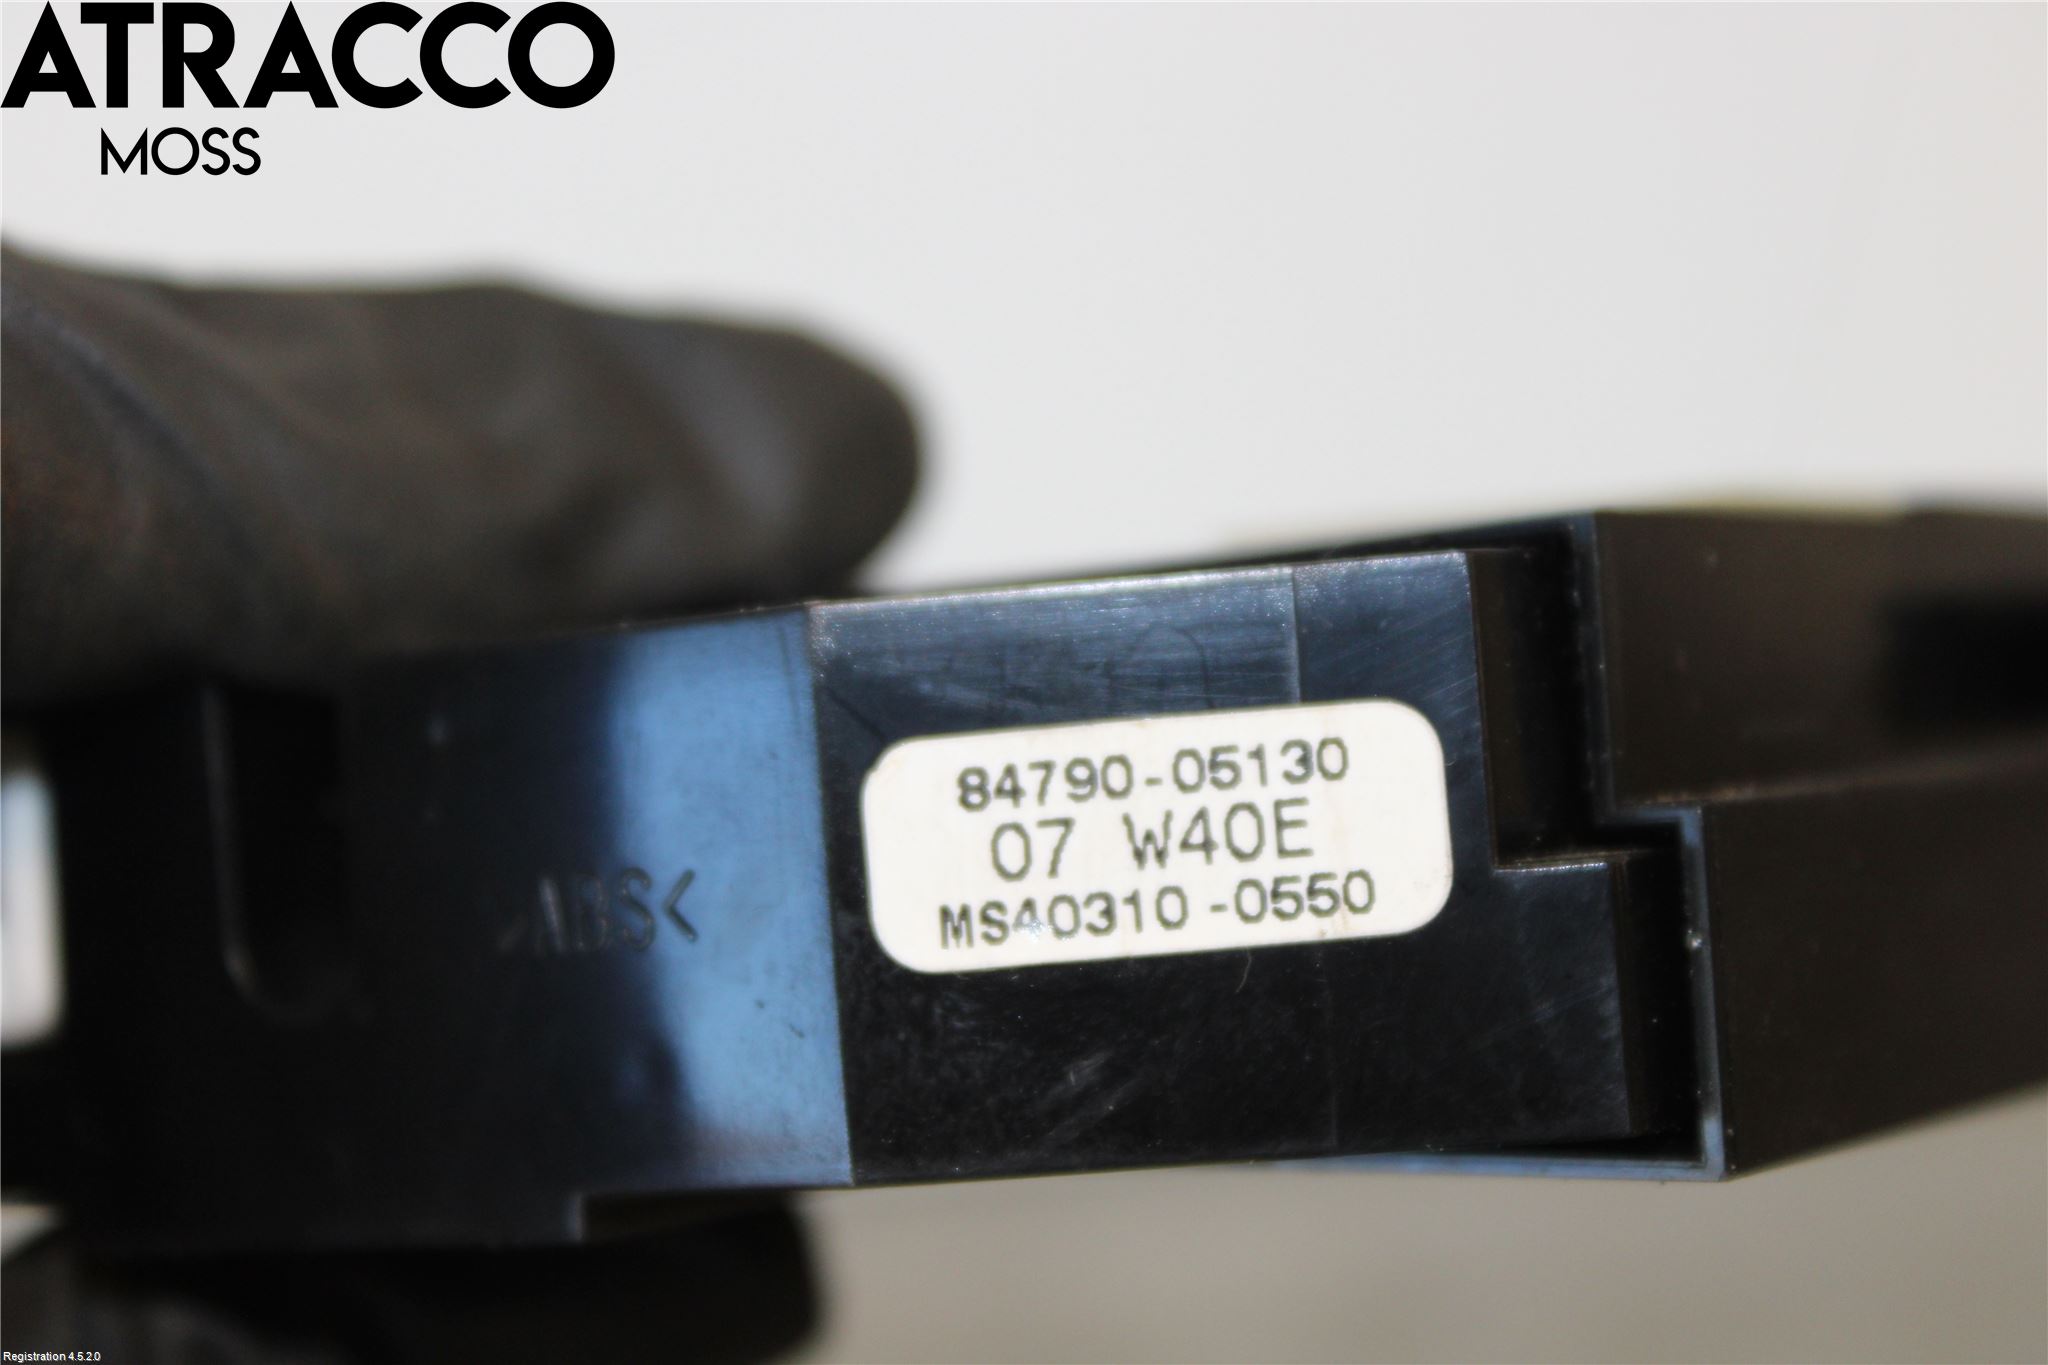 ATRACCO
MOSS
84790-05130
07 W40E
MS40310-0550
>ABS<
Registration 4.5.2.0